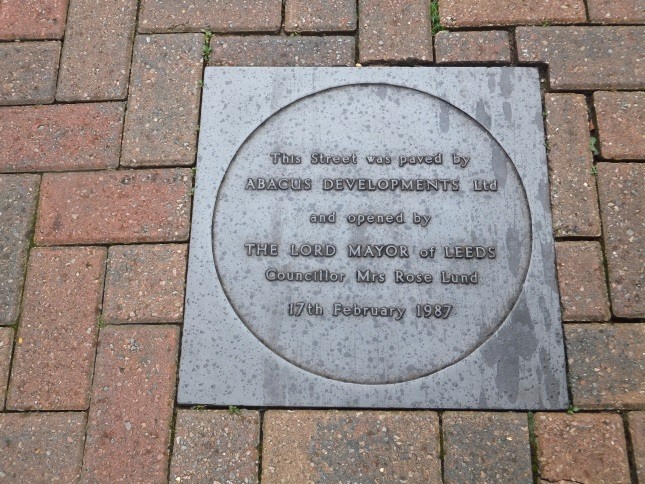 This Street was paved by
ABACUS DEVELOPMENTS Ltd
and opened by
THE LORD MAYOR of LEEDS
Councillor Mrs Rose Lund
17th February 1987